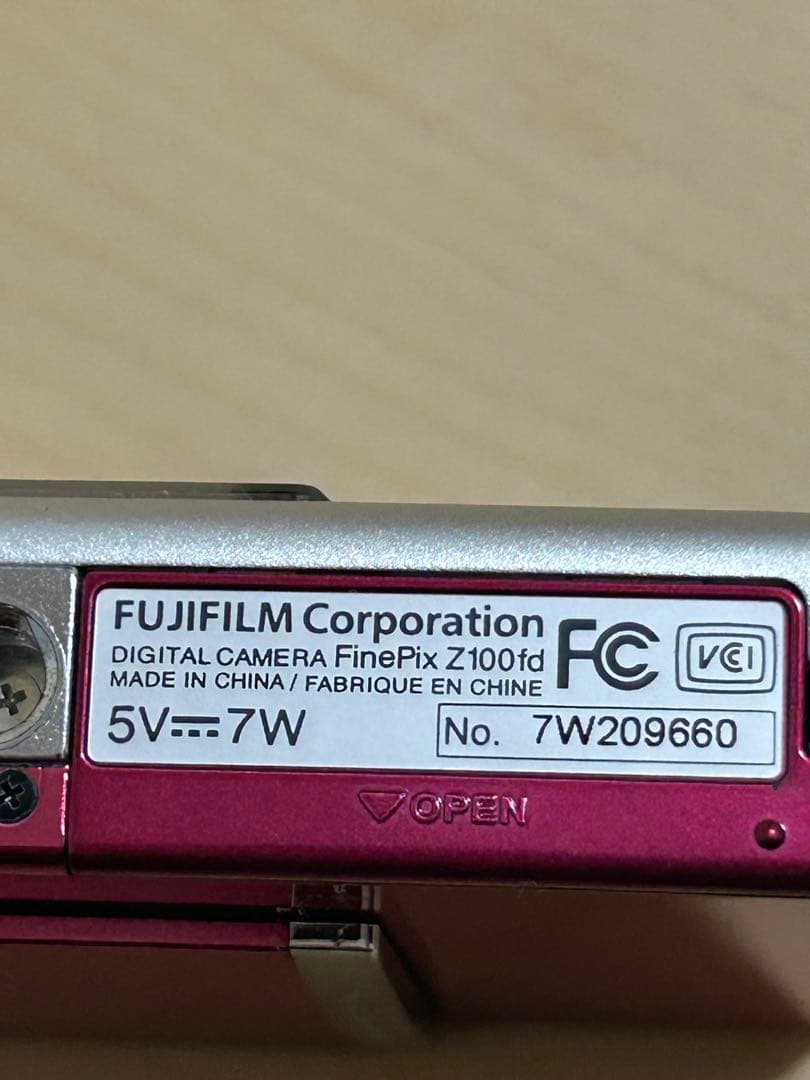 FUJIFILM Corporation
DIGITAL CAMERA FinePix Z100fd
MADE IN CHINA / FABRIQUE EN CHINE
FC
VCI
5V⎓7W
No. 7W209660
▽OPEN